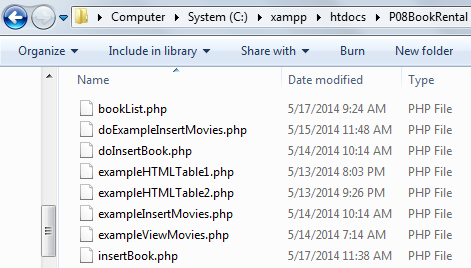 Computer ▸ System (C:) ▸ xampp ▸ htdocs ▸ P08BookRental
Organize Include in library Share with Burn New folder
Name Date modified Type
bookList.php 5/17/2014 9:24 AM PHP File
doExampleInsertMovies.php 5/15/2014 11:48 AM PHP File
doInsertBook.php 5/14/2014 10:14 AM PHP File
exampleHTMLTable1.php 5/13/2014 8:03 PM PHP File
exampleHTMLTable2.php 5/13/2014 9:26 PM PHP File
exampleInsertMovies.php 5/14/2014 10:14 AM PHP File
exampleViewMovies.php 5/14/2014 7:14 AM PHP File
insertBook.php 5/17/2014 11:38 AM PHP File